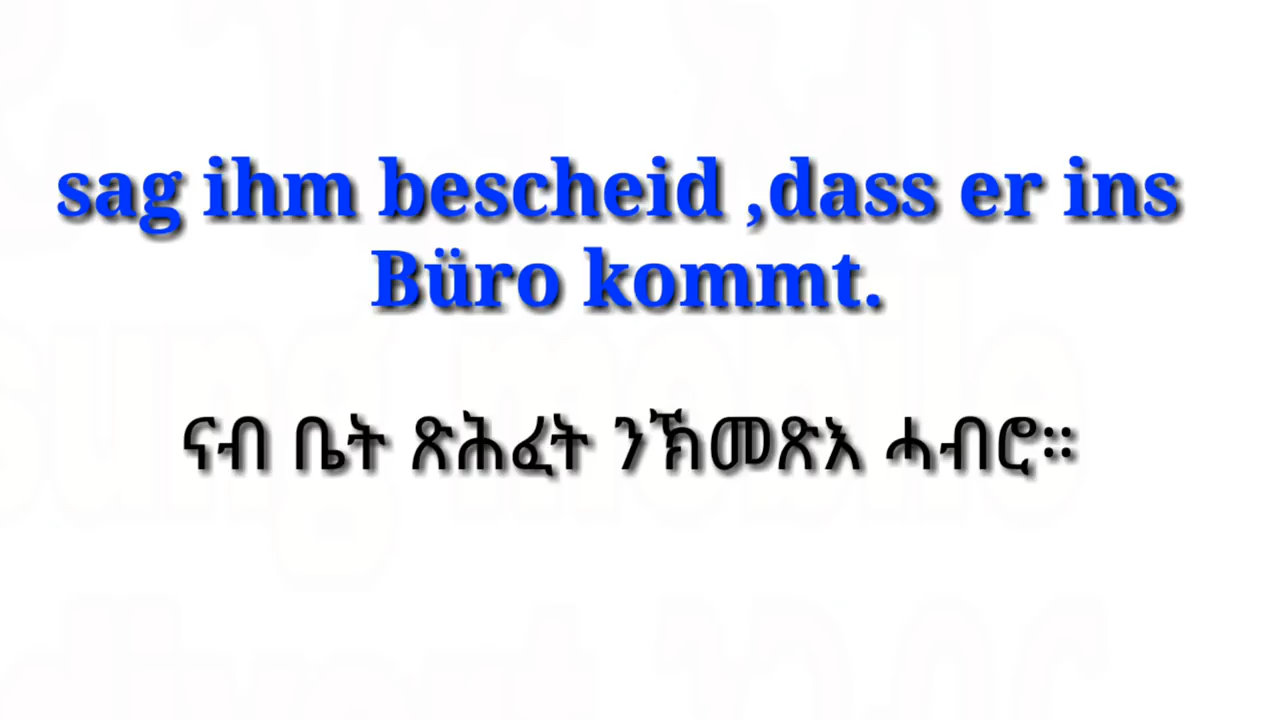 sag ihm bescheid ,dass er ins
Büro kommt.
ናብ ቤት ጽሕፈት ንኽመጽእ ሓብሮ።